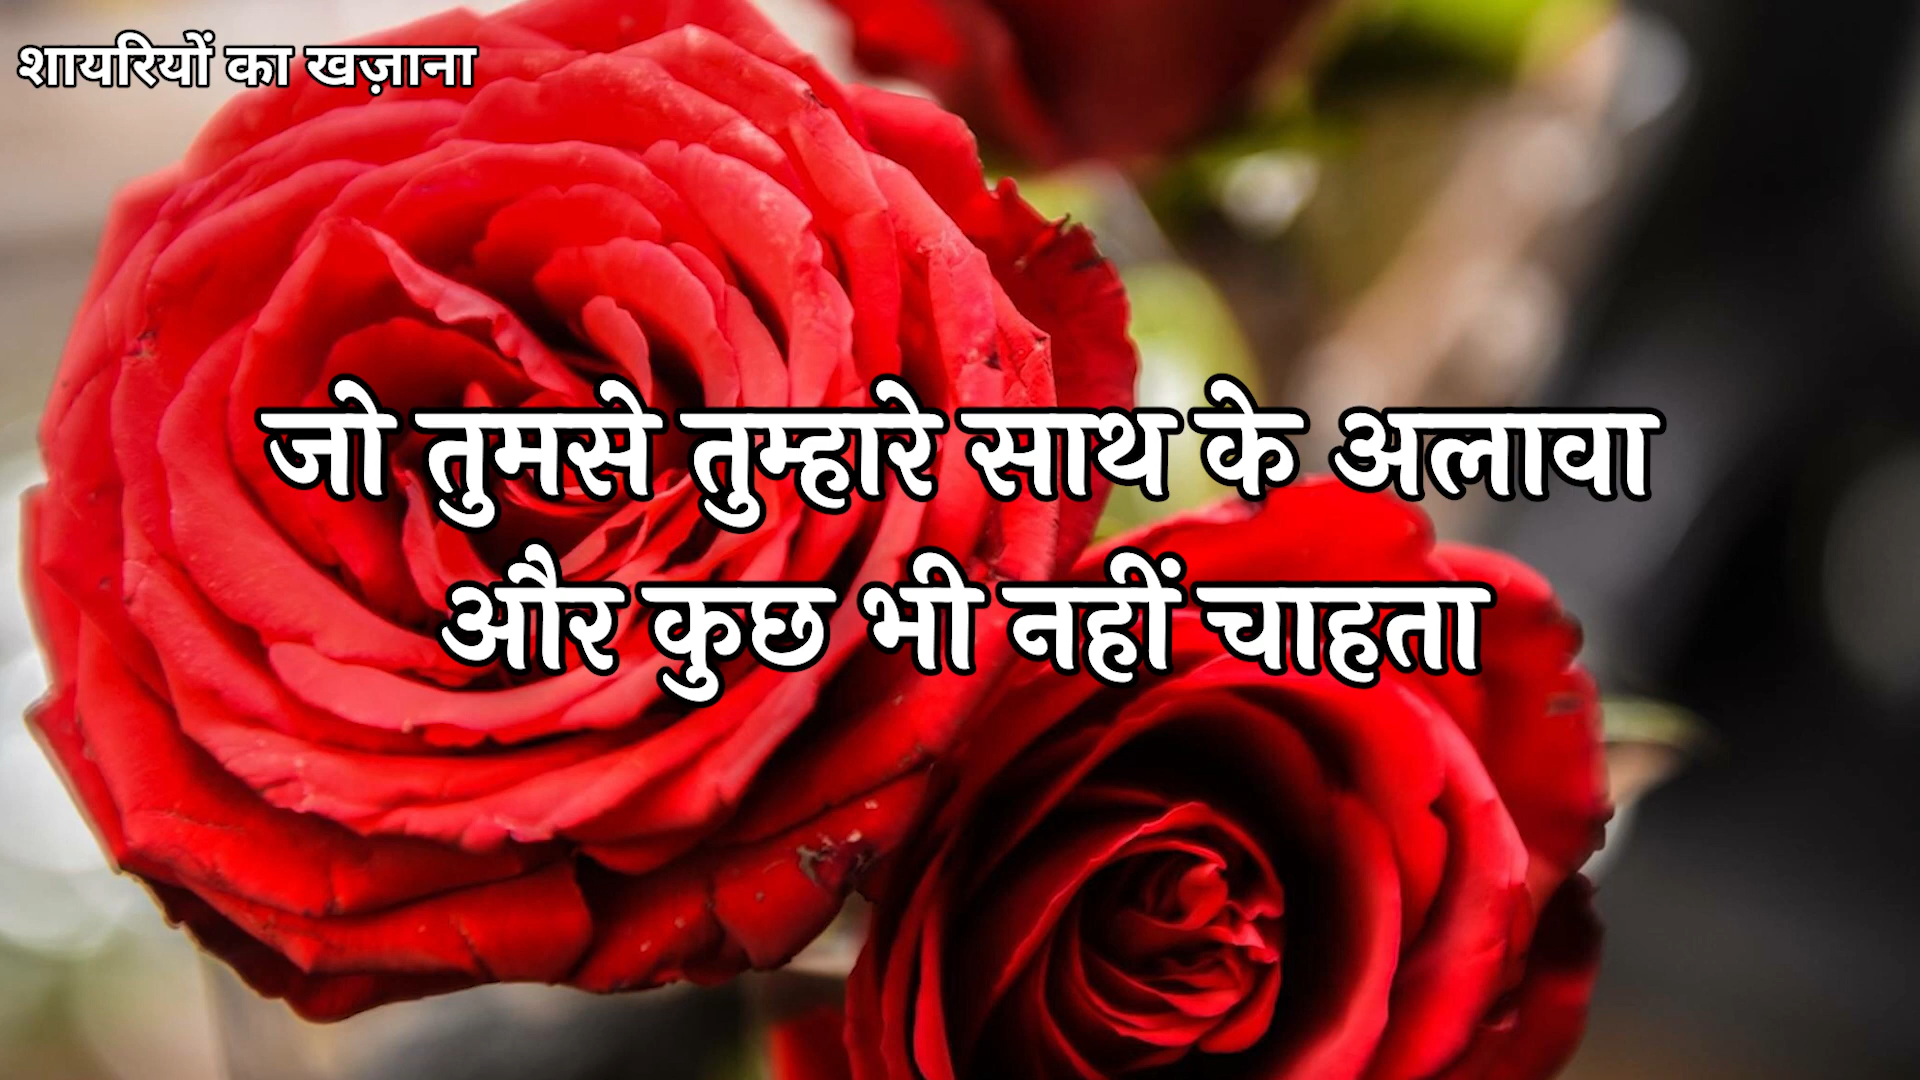 शायरियों का खज़ाना
जो तुमसे तुम्हारे साथ के अलावा
और कुछ भी नहीं चाहता